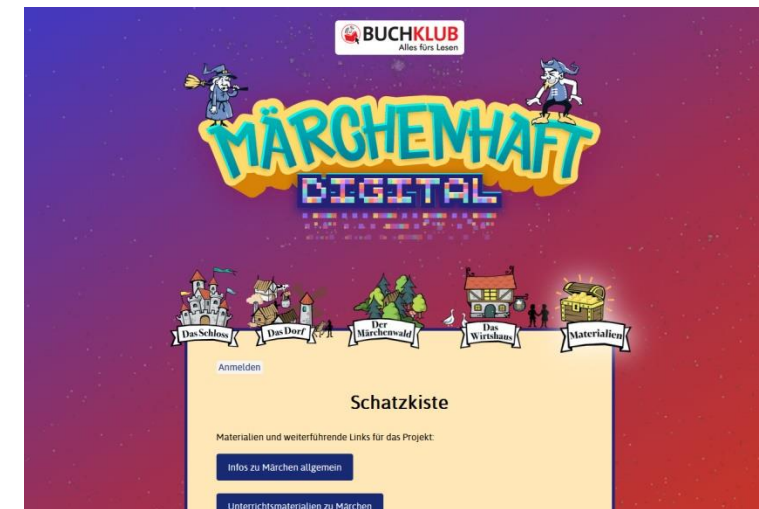 BUCHKLUB
Alles fürs Lesen
MÄRCHENHAFT
DIGITAL
Das Schloss
Das Dorf
Der
Märchenwald
Das
Wirtshaus
Materialien
Anmelden
Schatzkiste
Materialien und weiterführende Links für das Projekt:
Infos zu Märchen allgemein
Unterrichtsmaterialien zu Märchen